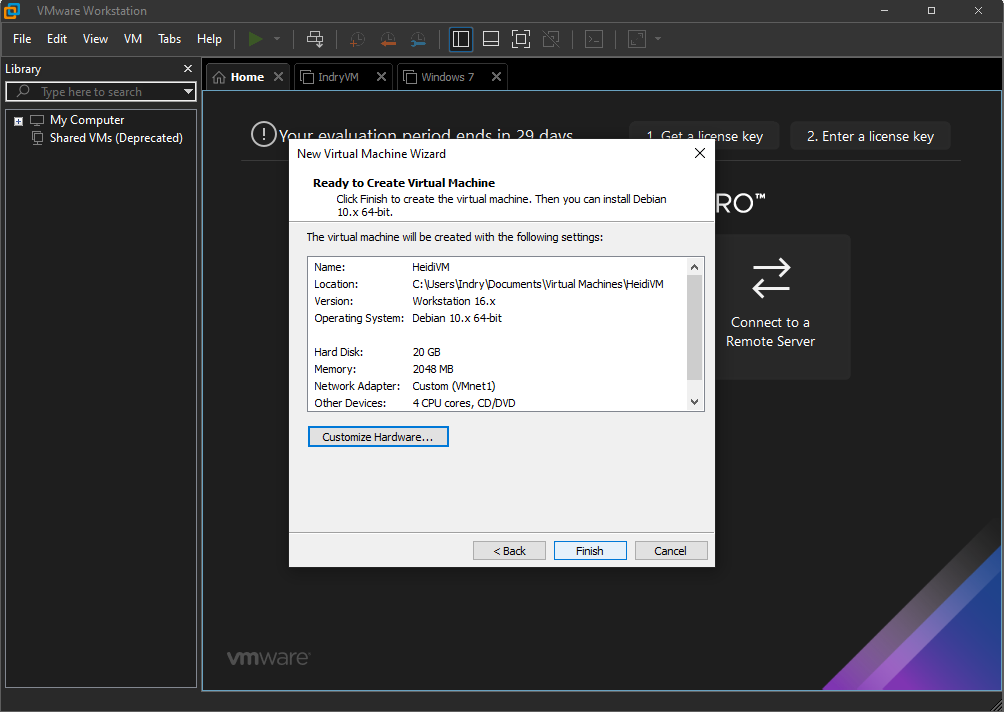 VMware Workstation
File Edit View VM Tabs Help
Library
Type here to search
My Computer
Shared VMs (Deprecated)
Home IndryVM Windows 7
Your evaluation period ends in 29 days
1. Get a license key 2. Enter a license key
RO™
Connect to a
Remote Server
New Virtual Machine Wizard
Ready to Create Virtual Machine
Click Finish to create the virtual machine. Then you can install Debian
10.x 64-bit.
The virtual machine will be created with the following settings:
Name: HeidiVM
Location: C:\Users\Indry\Documents\Virtual Machines\HeidiVM
Version: Workstation 16.x
Operating System: Debian 10.x 64-bit
Hard Disk: 20 GB
Memory: 2048 MB
Network Adapter: Custom (VMnet1)
Other Devices: 4 CPU cores, CD/DVD
Customize Hardware...
< Back Finish Cancel
vmware